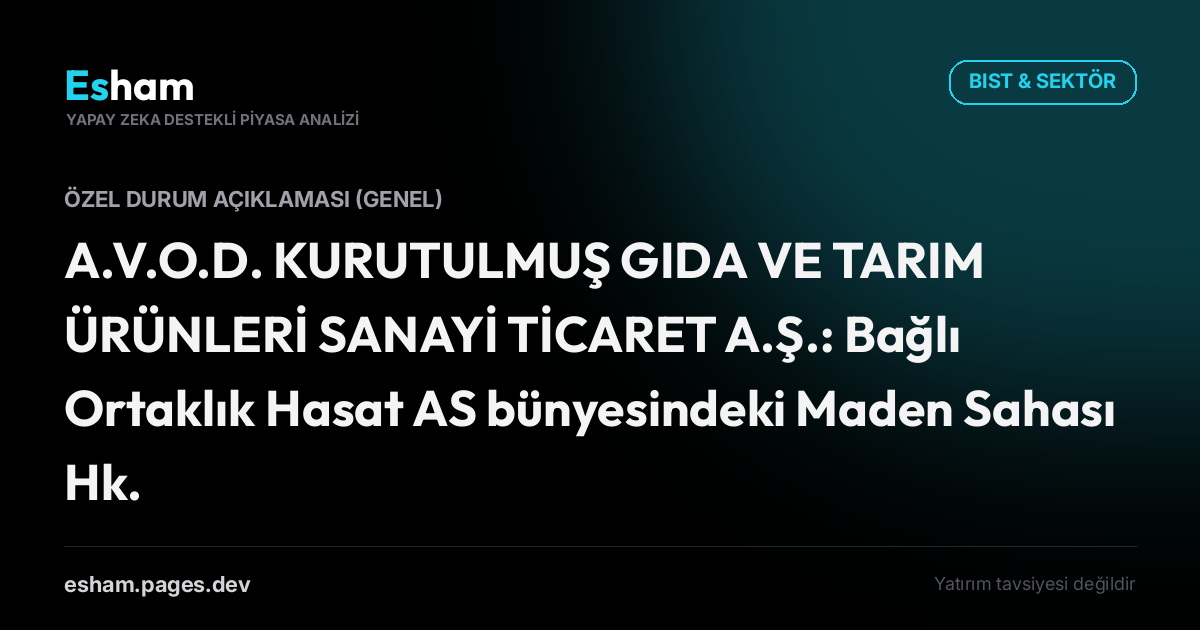 Esham
BIST & SEKTÖR
YAPAY ZEKA DESTEKLİ PİYASA ANALİZİ
ÖZEL DURUM AÇIKLAMASI (GENEL)
A.V.O.D. KURUTULMUŞ GIDA VE TARIM
ÜRÜNLERİ SANAYİ TİCARET A.Ş.: Bağlı
Ortaklık Hasat AS bünyesindeki Maden Sahası
Hk.
esham.pages.dev
Yatırım tavsiyesi değildir